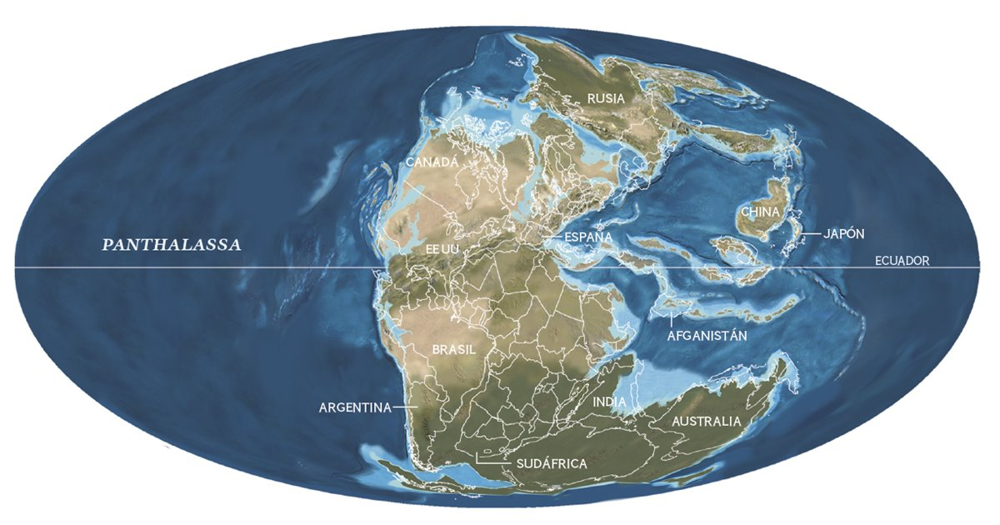 RUSIA
CANADÁ
CHINA
JAPÓN
ESPAÑA
PANTHALASSA
EEUU
ECUADOR
AFGANISTÁN
BRASIL
INDIA
ARGENTINA
AUSTRALIA
SUDÁFRICA